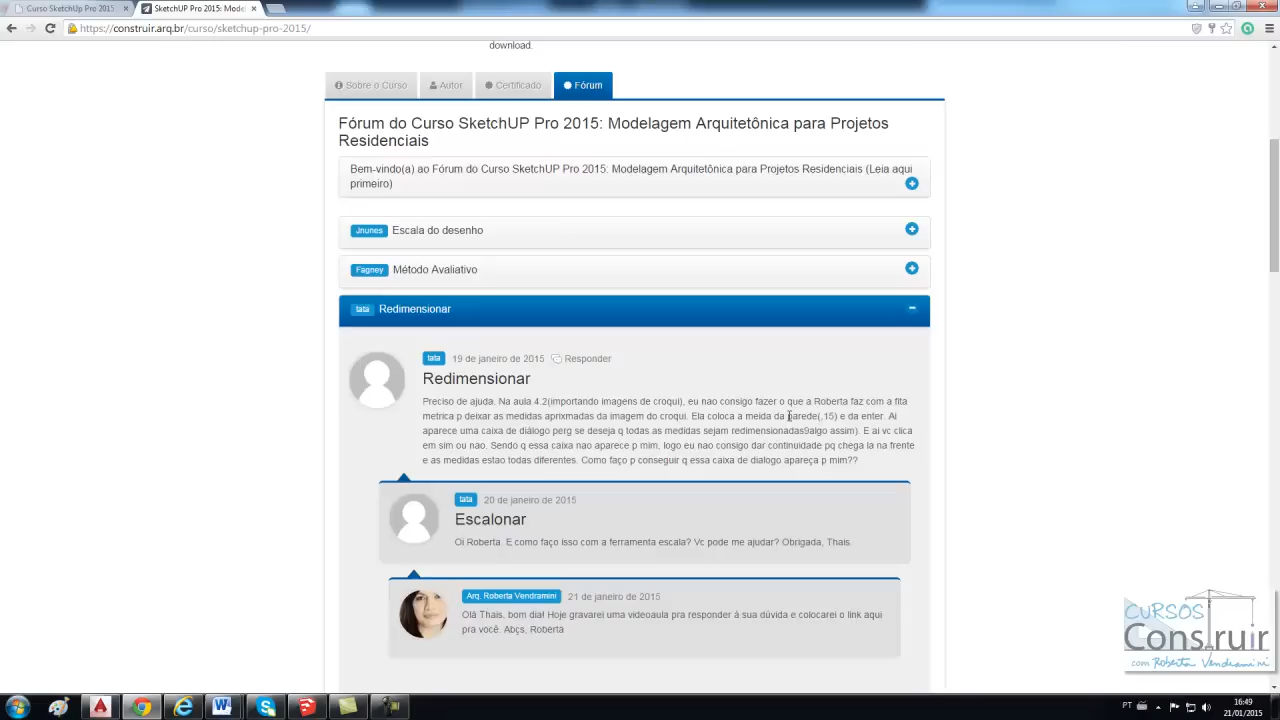 Curso SketchUp Pro 2015
SketchUP Pro 2015: Mode
https://construir.arq.br/curso/sketchup-pro-2015/
download.
Sobre o Curso
Autor
Certificado
Fórum
Fórum do Curso SketchUP Pro 2015: Modelagem Arquitetônica para Projetos
Residenciais
Bem-vindo(a) ao Fórum do Curso SketchUP Pro 2015: Modelagem Arquitetônica para Projetos Residenciais (Leia aqui
primeiro)
Jnunes Escala do desenho
Fagney Método Avaliativo
tata Redimensionar
tata 19 de janeiro de 2015 Responder
Redimensionar
Preciso de ajuda. Na aula 4.2(importando imagens de croqui), eu nao consigo fazer o que a Roberta faz com a fita
metrica p deixar as medidas aprixmadas da imagem do croqui. Ela coloca a meida da parede(,15) e da enter. Ai
aparece uma caixa de diálogo perg se deseja q todas as medidas sejam redimensionadas9algo assim). E ai vc clica
em sim ou nao. Sendo q essa caixa nao aparece p mim, logo eu nao consigo dar continuidade pq chega la na frente
e as medidas estao todas diferentes. Como faço p conseguir q essa caixa de dialogo apareça p mim??
tata 20 de janeiro de 2015
Escalonar
Oi Roberta. E como faço isso com a ferramenta escala? Vc pode me ajudar? Obrigada, Thais.
Arq. Roberta Vendramini 21 de janeiro de 2015
Olá Thais, bom dia! Hoje gravarei uma videoaula pra responder à sua dúvida e colocarei o link aqui
pra você. Abçs, Roberta
CURSOS
Construir
com Roberta Vendramini
PT
16:49
21/01/2015